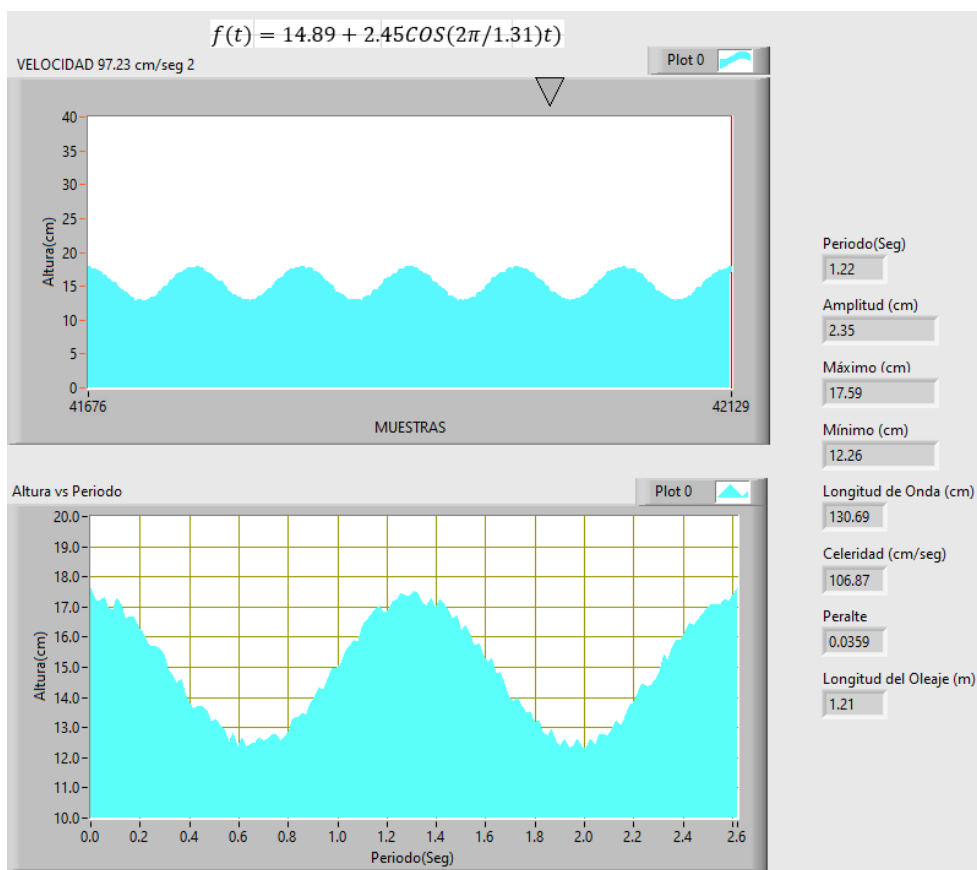 f(t) = 14.89 + 2.45COS(2π/1.31)t)
VELOCIDAD 97.23 cm/seg 2
Plot 0
40
35
30
25
20
15
10
5
0
Altura(cm)
41676
42129
MUESTRAS
Altura vs Periodo
Plot 0
20.0
19.0
18.0
17.0
16.0
15.0
14.0
13.0
12.0
11.0
10.0
Altura(cm)
0.0 0.2 0.4 0.6 0.8 1.0 1.2 1.4 1.6 1.8 2.0 2.2 2.4 2.6
Periodo(Seg)
Periodo(Seg)
1.22
Amplitud (cm)
2.35
Máximo (cm)
17.59
Mínimo (cm)
12.26
Longitud de Onda (cm)
130.69
Celeridad (cm/seg)
106.87
Peralte
0.0359
Longitud del Oleaje (m)
1.21